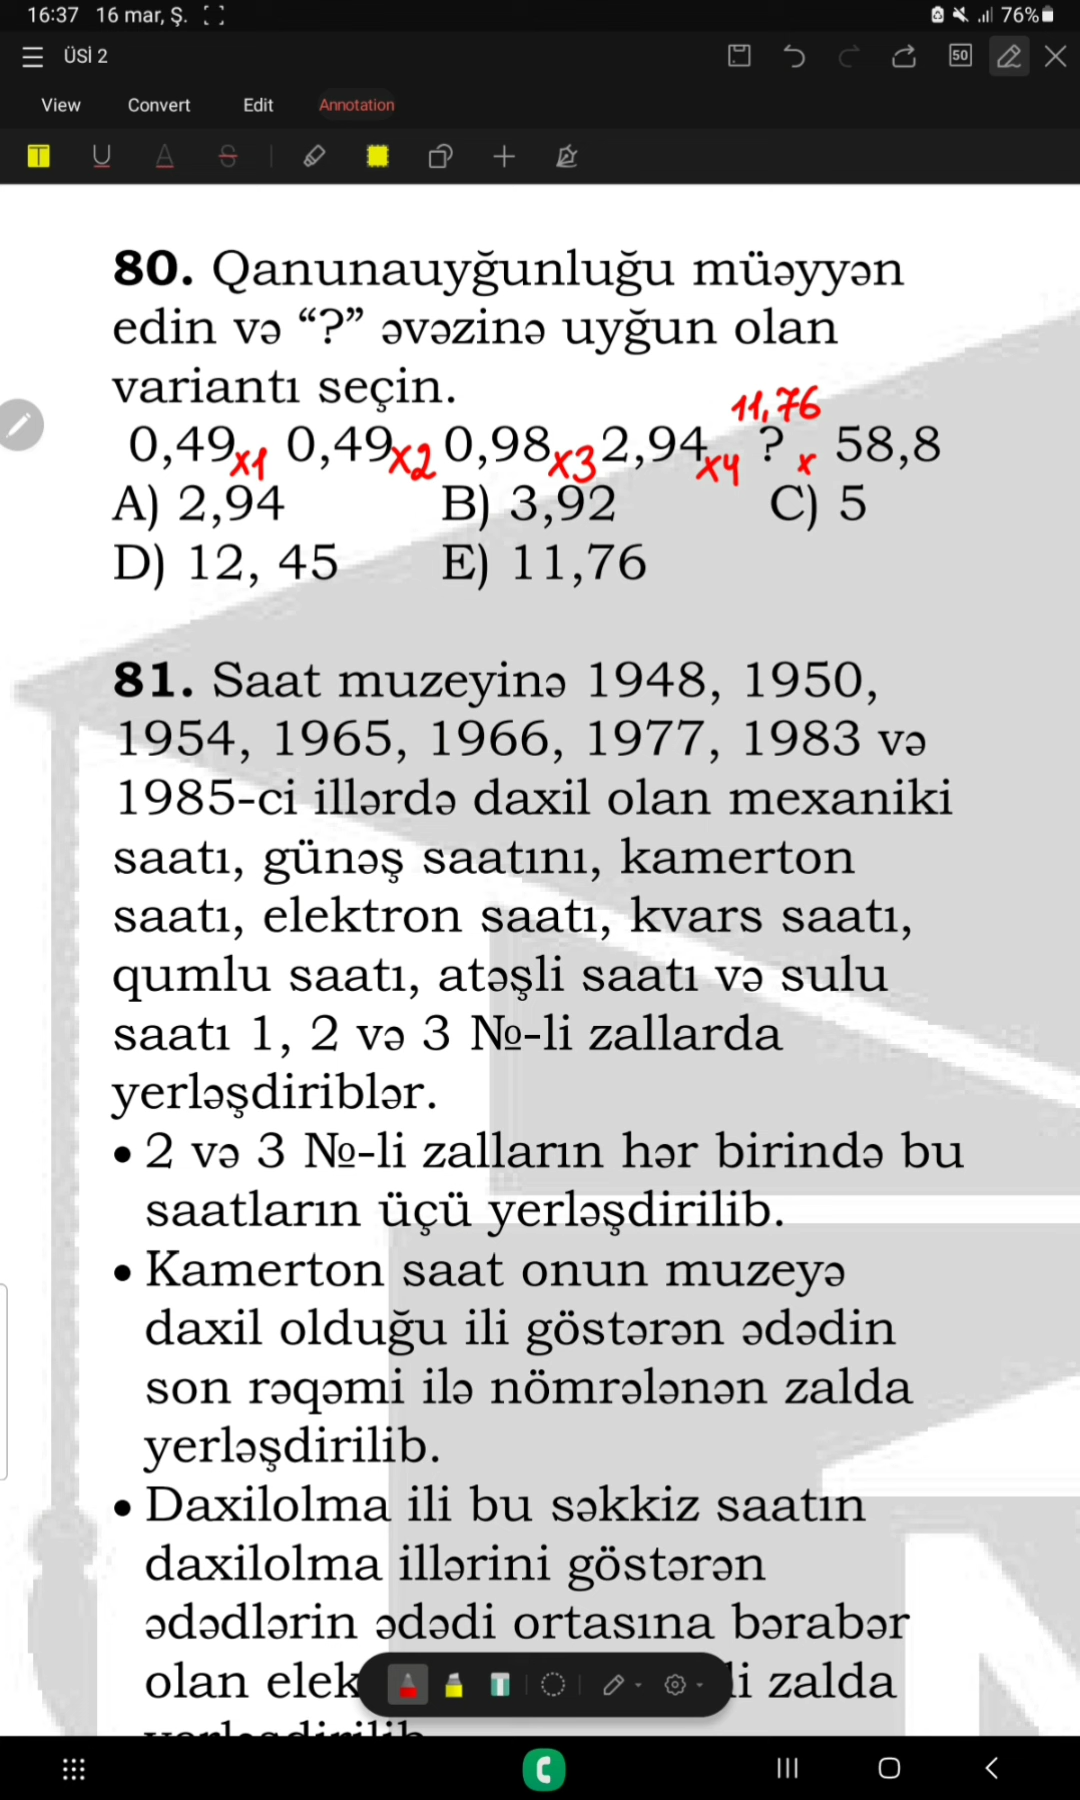 16:37 16 mar, Ş. 76%
ÜSİ 2 50
View Convert Edit Annotation
T U A S
80. Qanunauyğunluğu müəyyən
edin və “?” əvəzinə uyğun olan
variantı seçin.
11,76
0,49 x1 0,49 x2 0,98 x3 2,94 x4 ? x 58,8
A) 2,94 B) 3,92 C) 5
D) 12, 45 E) 11,76
81. Saat muzeyinə 1948, 1950,
1954, 1965, 1966, 1977, 1983 və
1985-ci illərdə daxil olan mexaniki
saatı, günəş saatını, kamerton
saatı, elektron saatı, kvars saatı,
qumlu saatı, atəşli saatı və sulu
saatı 1, 2 və 3 №-li zallarda
yerləşdiriblər.
• 2 və 3 №-li zalların hər birində bu
saatların üçü yerləşdirilib.
• Kamerton saat onun muzeyə
daxil olduğu ili göstərən ədədin
son rəqəmi ilə nömrələnən zalda
yerləşdirilib.
• Daxilolma ili bu səkkiz saatın
daxilolma illərini göstərən
ədədlərin ədədi ortasına bərabər
olan elek li zalda